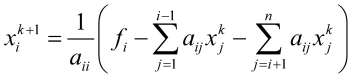 $x_i^{k+1} = \frac{1}{a_{ii}} \left( f_i - \sum_{j=1}^{i-1} a_{ij} x_j^k - \sum_{j=i+1}^{n} a_{ij} x_j^k \right)$